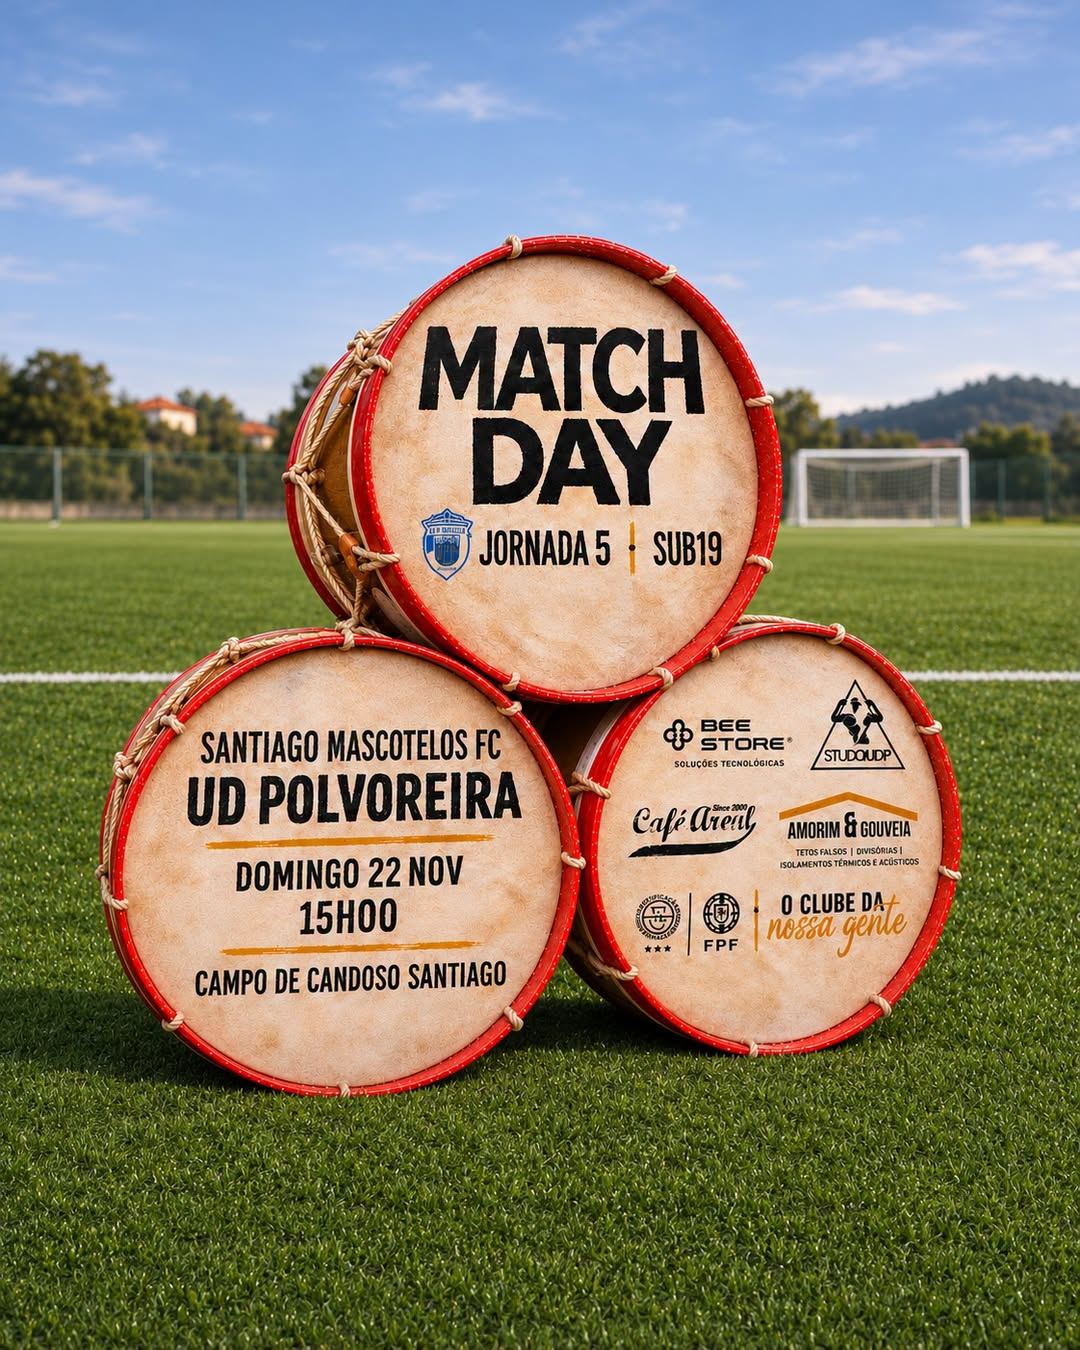 MATCH
DAY
JORNADA 5 | SUB19
SANTIAGO MASCOTELOS FC
UD POLVOREIRA
DOMINGO 22 NOV
15H00
CAMPO DE CANDOSO SANTIAGO
BEE
STORE®
SOLUÇÕES TECNOLÓGICAS
STUDQUDP
Since 2000
Café Areal
AMORIM & GOUVEIA
TETOS FALSOS | DIVISÓRIAS |
ISOLAMENTOS TÉRMICOS E ACÚSTICOS
FPF
O CLUBE DA
nossa gente